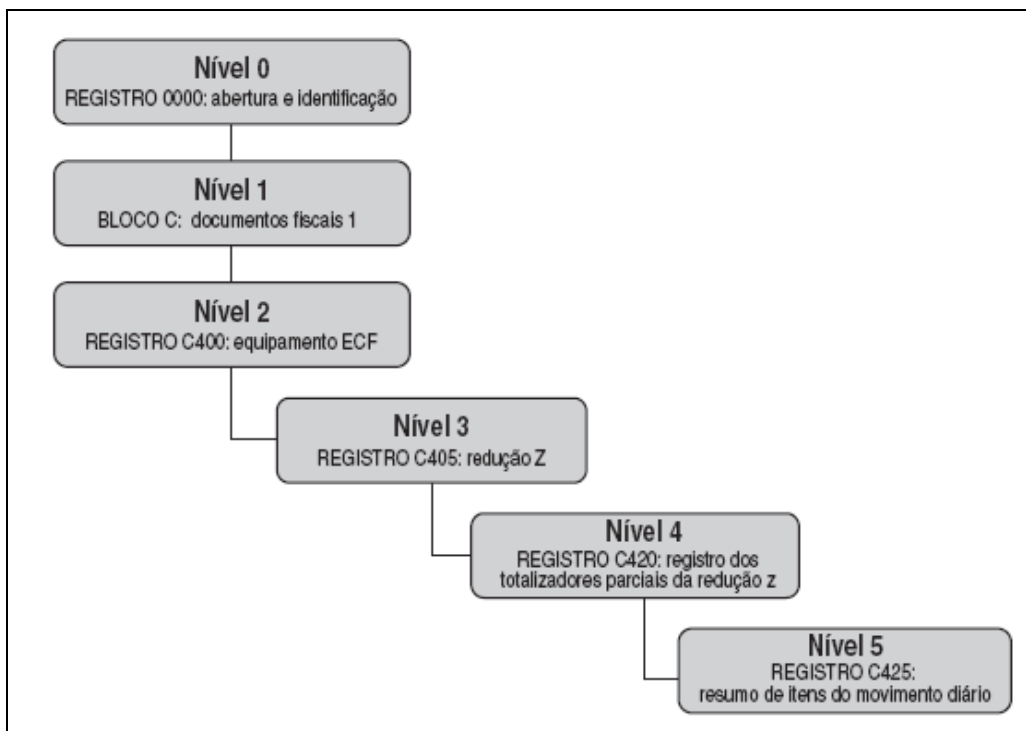 Nível 0
REGISTRO 0000: abertura e identificação
Nível 1
BLOCO C: documentos fiscais 1
Nível 2
REGISTRO C400: equipamento ECF
Nível 3
REGISTRO C405: redução Z
Nível 4
REGISTRO C420: registro dos
totalizadores parciais da redução z
Nível 5
REGISTRO C425:
resumo de itens do movimento diário